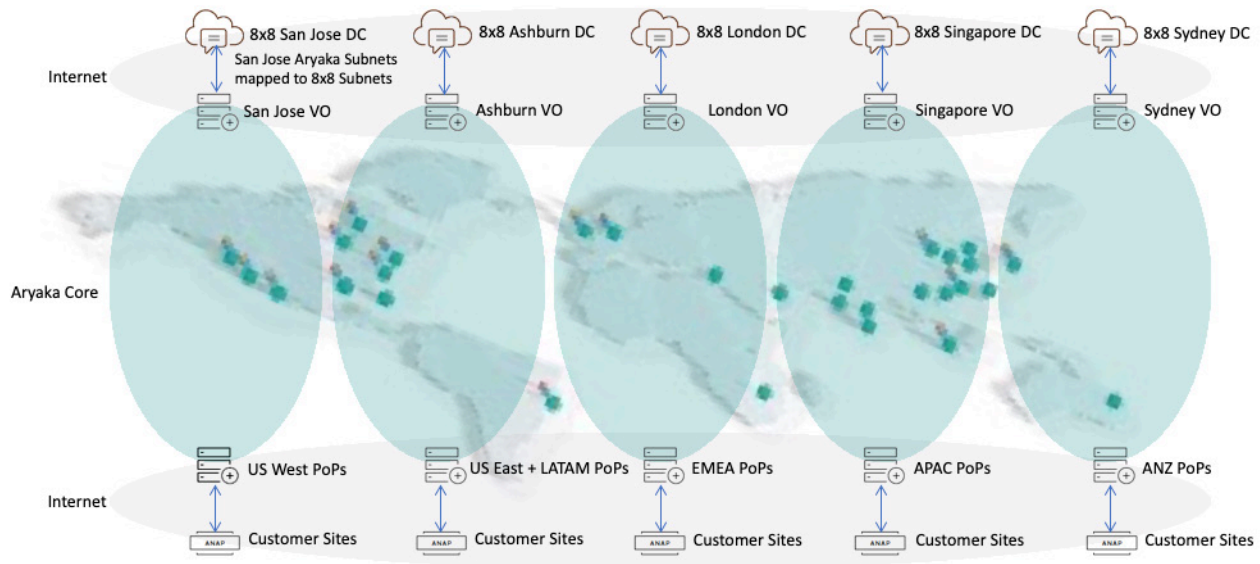 8x8 San Jose DC
8x8 Ashburn DC
8x8 London DC
8x8 Singapore DC
8x8 Sydney DC
San Jose Aryaka Subnets
mapped to 8x8 Subnets
Internet
San Jose VO
Ashburn VO
London VO
Singapore VO
Sydney VO
Aryaka Core
US West PoPs
US East + LATAM PoPs
EMEA PoPs
APAC PoPs
ANZ PoPs
Internet
ANAP
Customer Sites
ANAP
Customer Sites
ANAP
Customer Sites
ANAP
Customer Sites
ANAP
Customer Sites